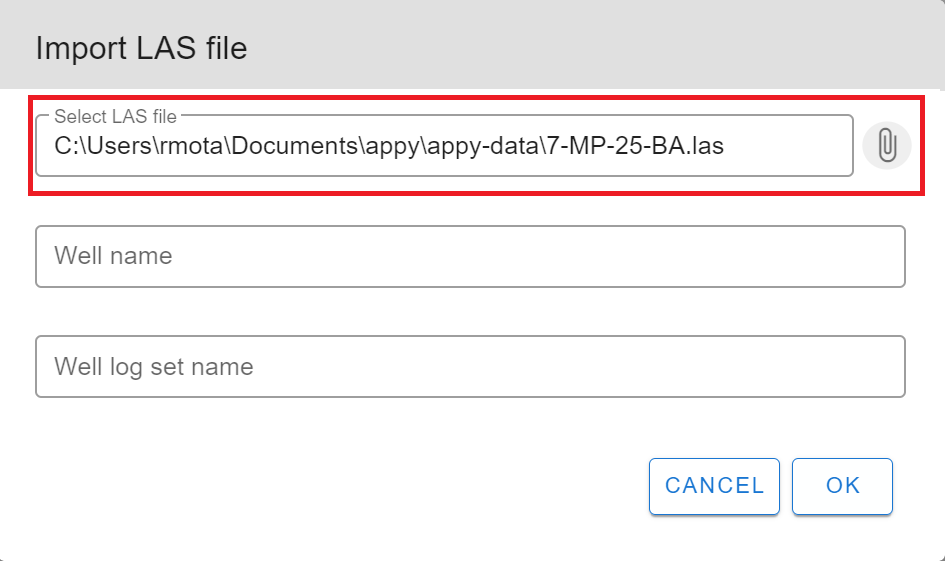 Import LAS file
Select LAS file
C:\Users\rmota\Documents\appy\appy-data\7-MP-25-BA.las
Well name
Well log set name
CANCEL OK